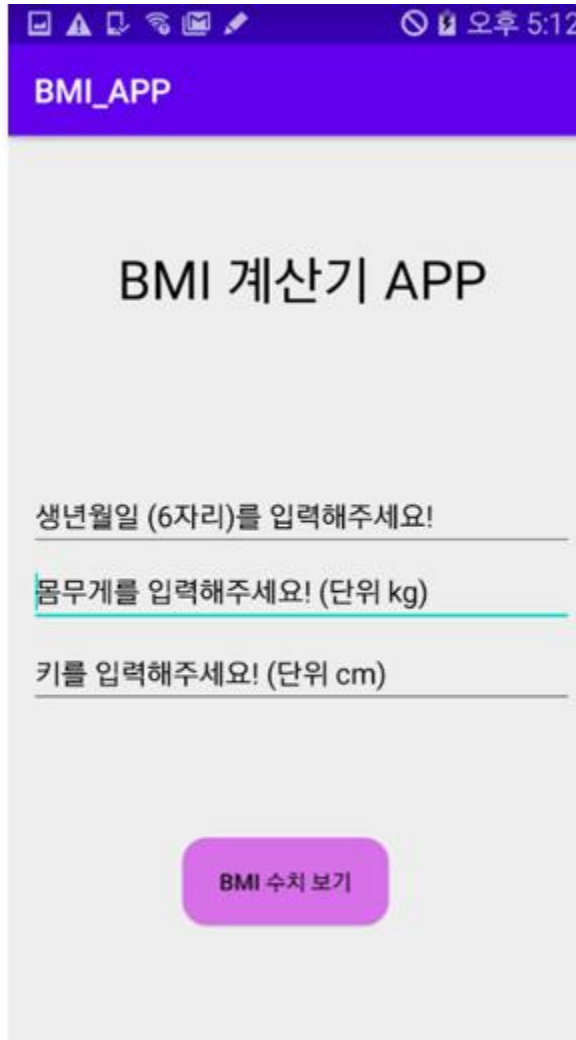 오후 5:12
BMI_APP
BMI 계산기 APP
생년월일 (6자리)를 입력해주세요!
몸무게를 입력해주세요! (단위 kg)
키를 입력해주세요! (단위 cm)
BMI 수치 보기